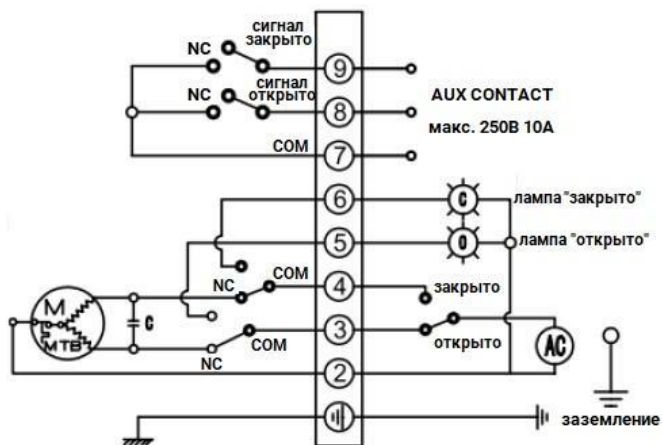 сигнал
закрыто
NC
9
сигнал
открыто
NC
8
AUX CONTACT
макс. 250В 10А
COM
7
6
C
лампа "закрыто"
5
O
лампа "открыто"
COM
NC
4
закрыто
M
C
MTB
3
COM
открыто
AC
NC
2
заземление